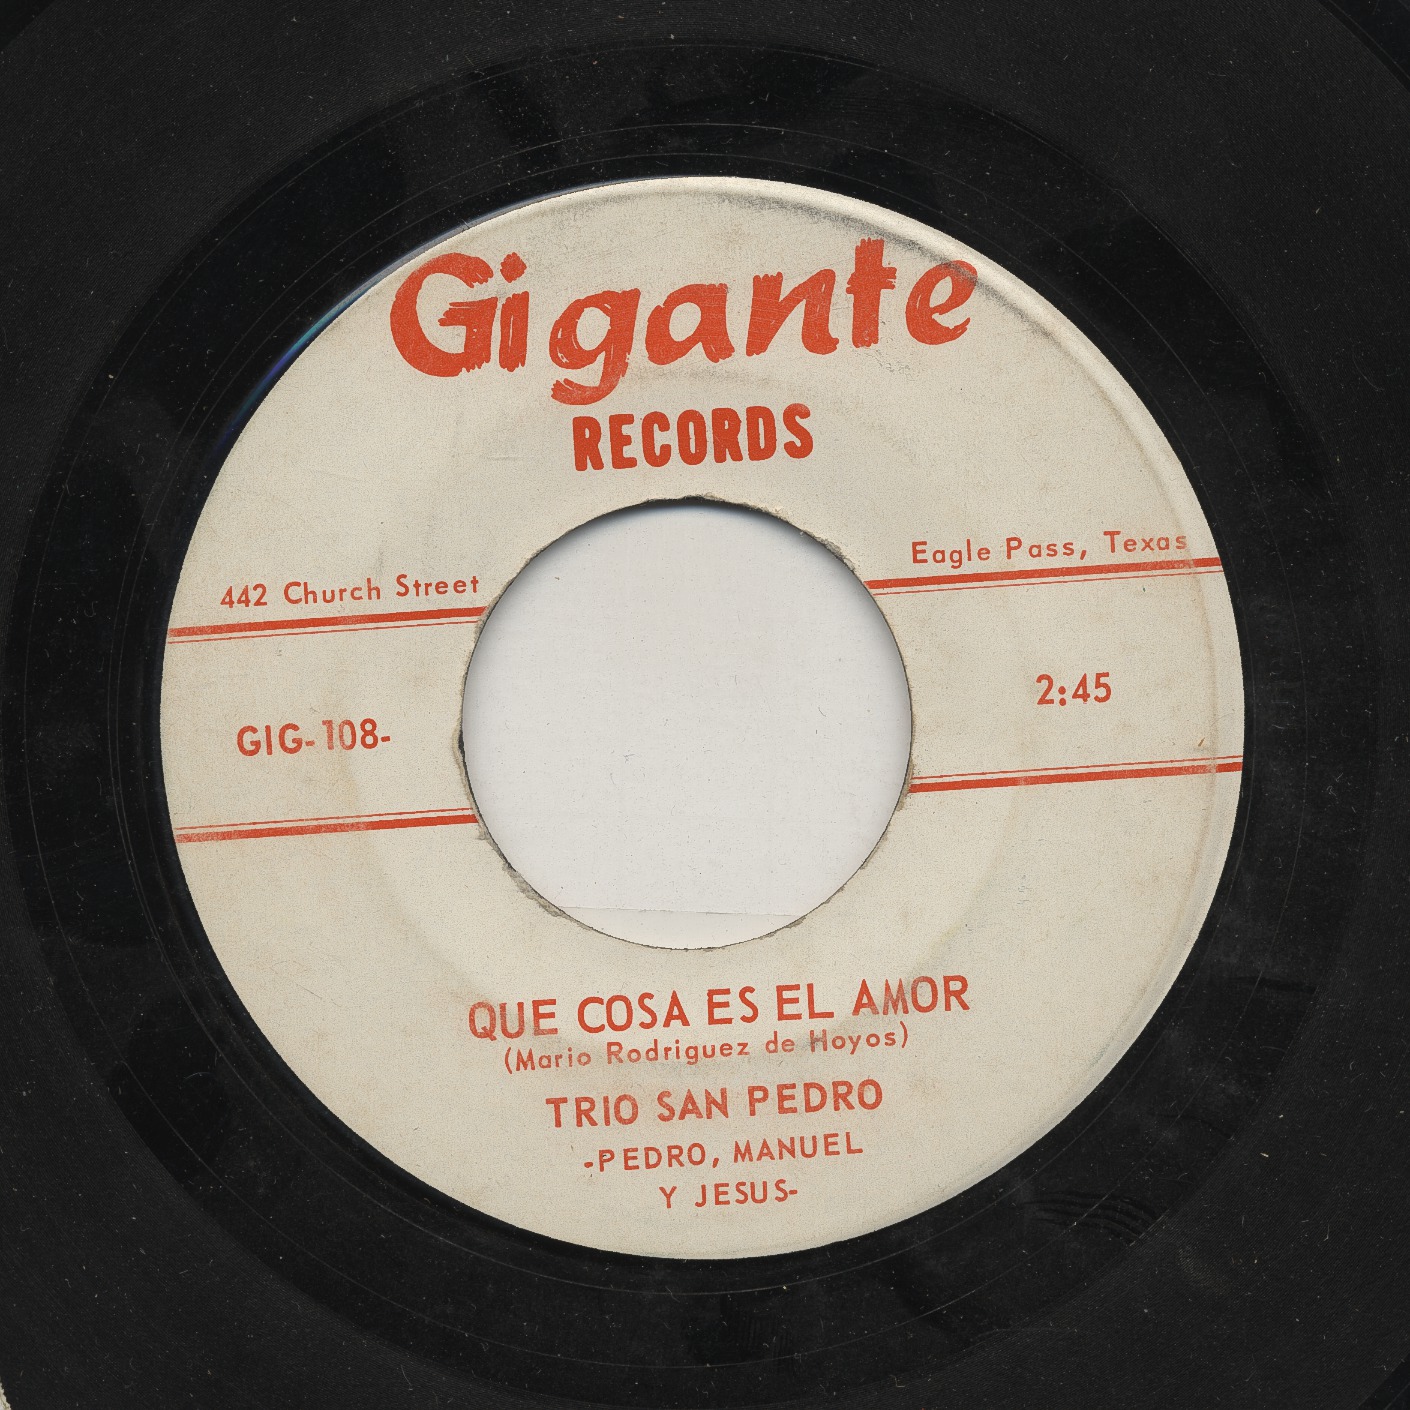 Gigante
RECORDS
442 Church Street
Eagle Pass, Texas
GIG-108-
2:45
QUE COSA ES EL AMOR
(Mario Rodriguez de Hoyos)
TRIO SAN PEDRO
-PEDRO, MANUEL
Y JESUS-